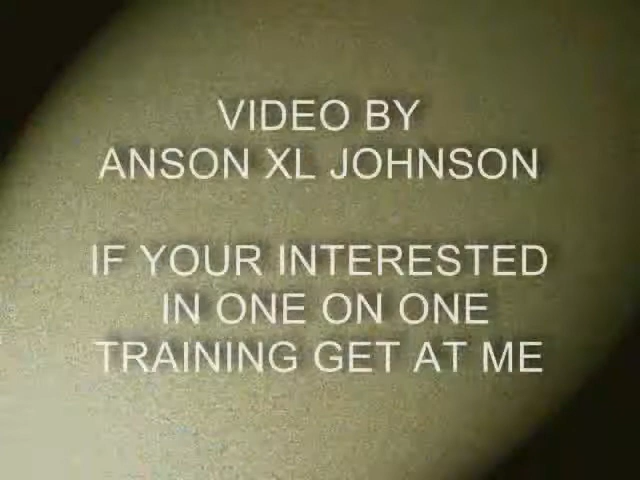 VIDEO BY
ANSON XL JOHNSON
IF YOUR INTERESTED
IN ONE ON ONE
TRAINING GET AT ME